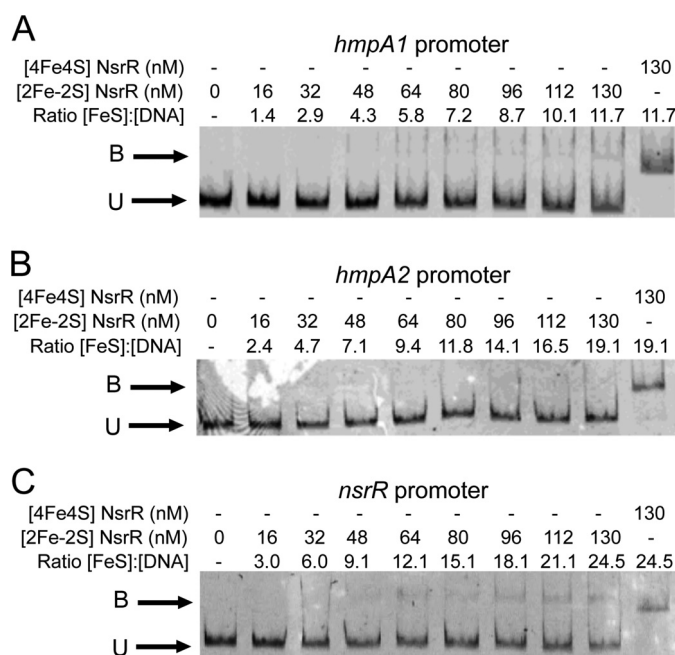 A
hmpA1 promoter
[4Fe4S] NsrR (nM) - - - - - - - - - 130
[2Fe-2S] NsrR (nM) 0 16 32 48 64 80 96 112 130 -
Ratio [FeS]:[DNA] - 1.4 2.9 4.3 5.8 7.2 8.7 10.1 11.7 11.7
B
U
B
hmpA2 promoter
[4Fe4S] NsrR (nM) - - - - - - - - - 130
[2Fe-2S] NsrR (nM) 0 16 32 48 64 80 96 112 130 -
Ratio [FeS]:[DNA] - 2.4 4.7 7.1 9.4 11.8 14.1 16.5 19.1 19.1
B
U
C
nsrR promoter
[4Fe4S] NsrR (nM) - - - - - - - - - 130
[2Fe-2S] NsrR (nM) 0 16 32 48 64 80 96 112 130 -
Ratio [FeS]:[DNA] - 3.0 6.0 9.1 12.1 15.1 18.1 21.1 24.5 24.5
B
U